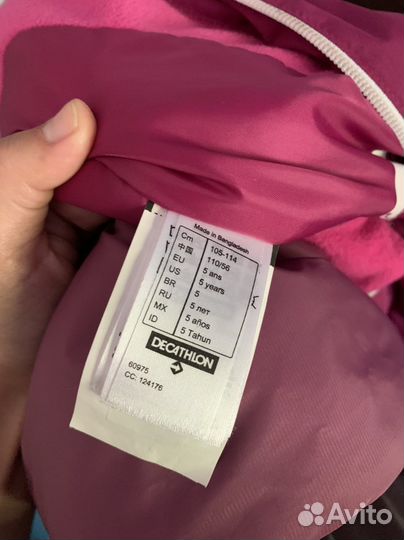 Made in Bangladesh
Cm 105-114
中国 110/56
EU 5 ans
US 5 years
BR 5
RU 5 лет
MX 5 años
ID 5 Tahun
DECATHLON
60975
CC: 124176
Avito